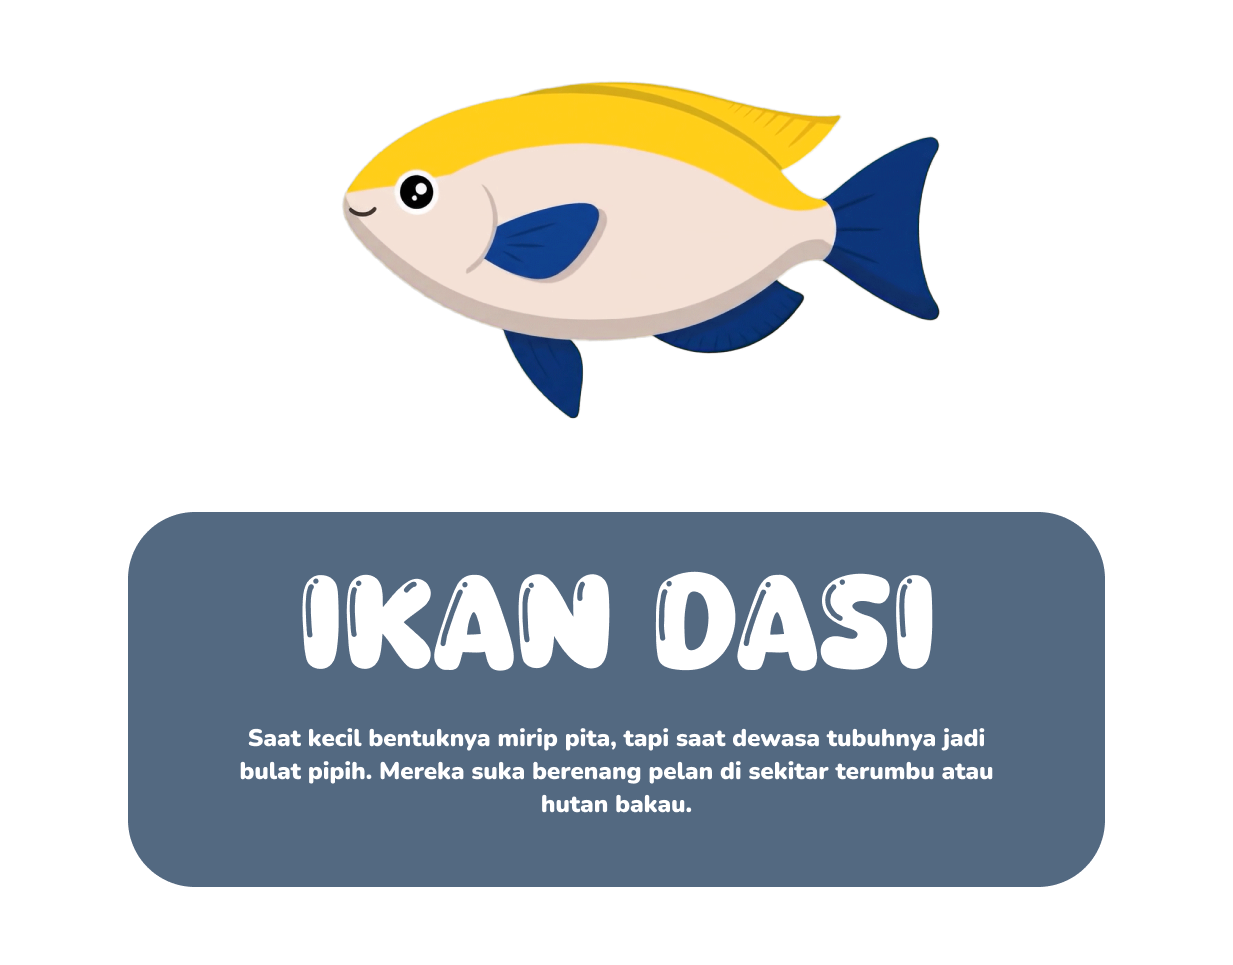 IKAN DASI
Saat kecil bentuknya mirip pita, tapi saat dewasa tubuhnya jadi
bulat pipih. Mereka suka berenang pelan di sekitar terumbu atau
hutan bakau.